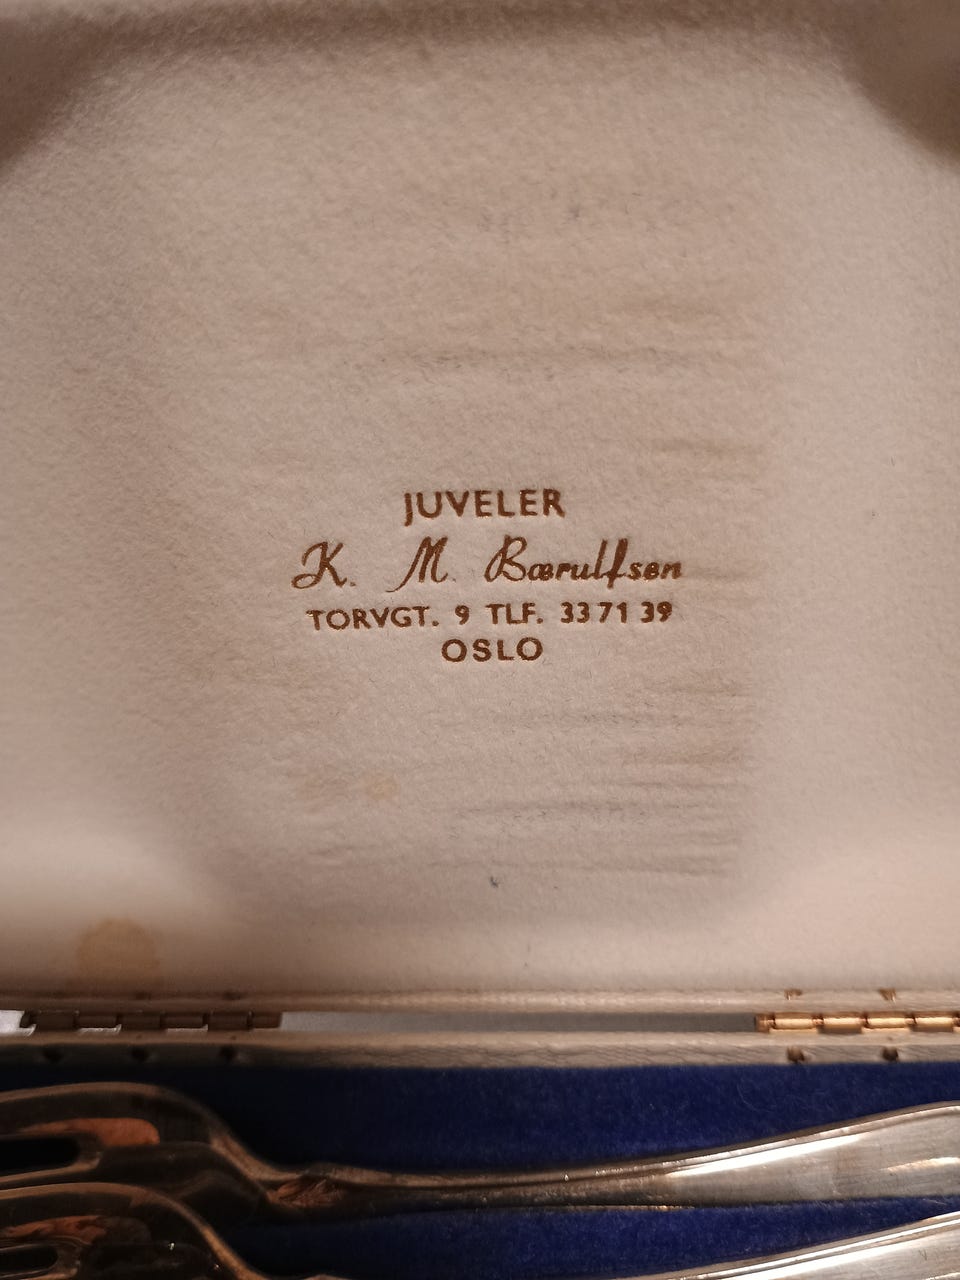 JUVELER
K. M. Bærulfsen
TORVGT. 9 TLF. 33 71 39
OSLO